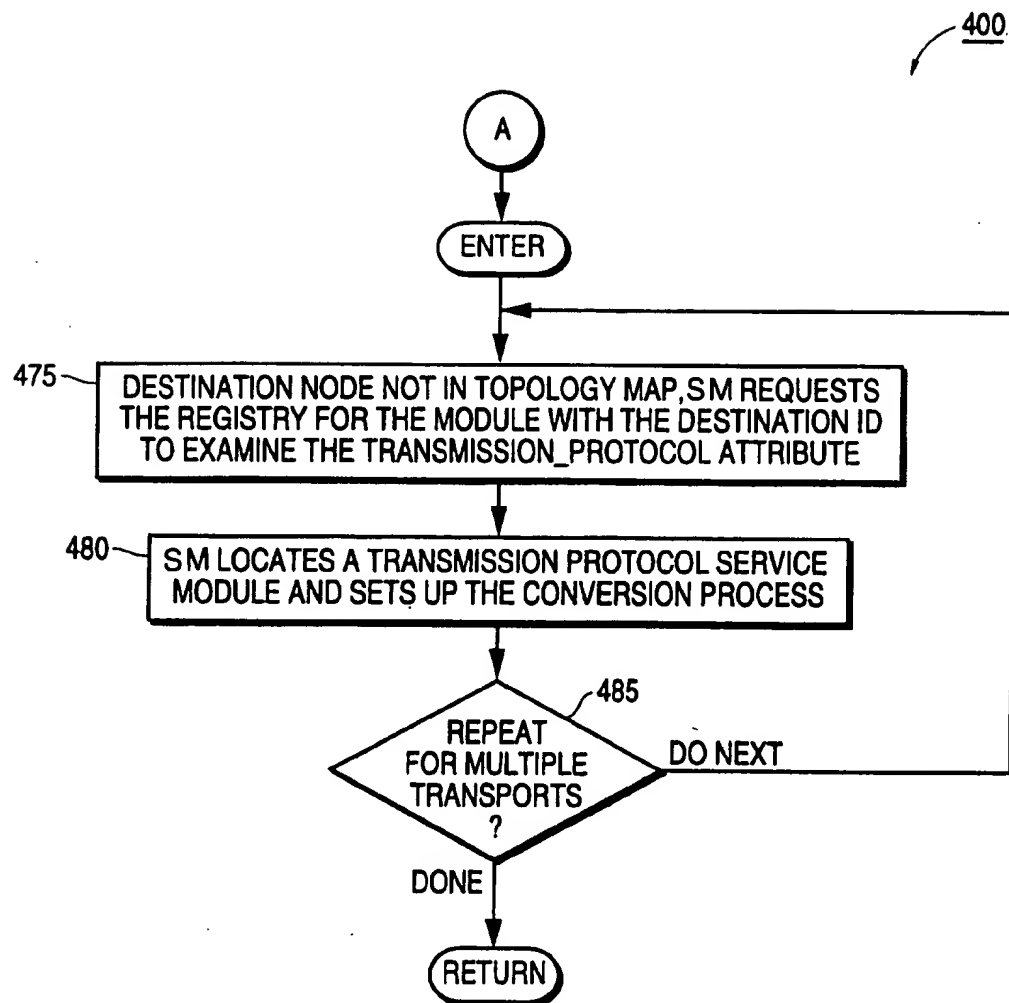 400
A
ENTER
475
DESTINATION NODE NOT IN TOPOLOGY MAP,SM REQUESTS
THE REGISTRY FOR THE MODULE WITH THE DESTINATION ID
TO EXAMINE THE TRANSMISSION_PROTOCOL ATTRIBUTE
480
SM LOCATES A TRANSMISSION PROTOCOL SERVICE
MODULE AND SETS UP THE CONVERSION PROCESS
485
REPEAT
FOR MULTIPLE
TRANSPORTS
?
DO NEXT
DONE
RETURN